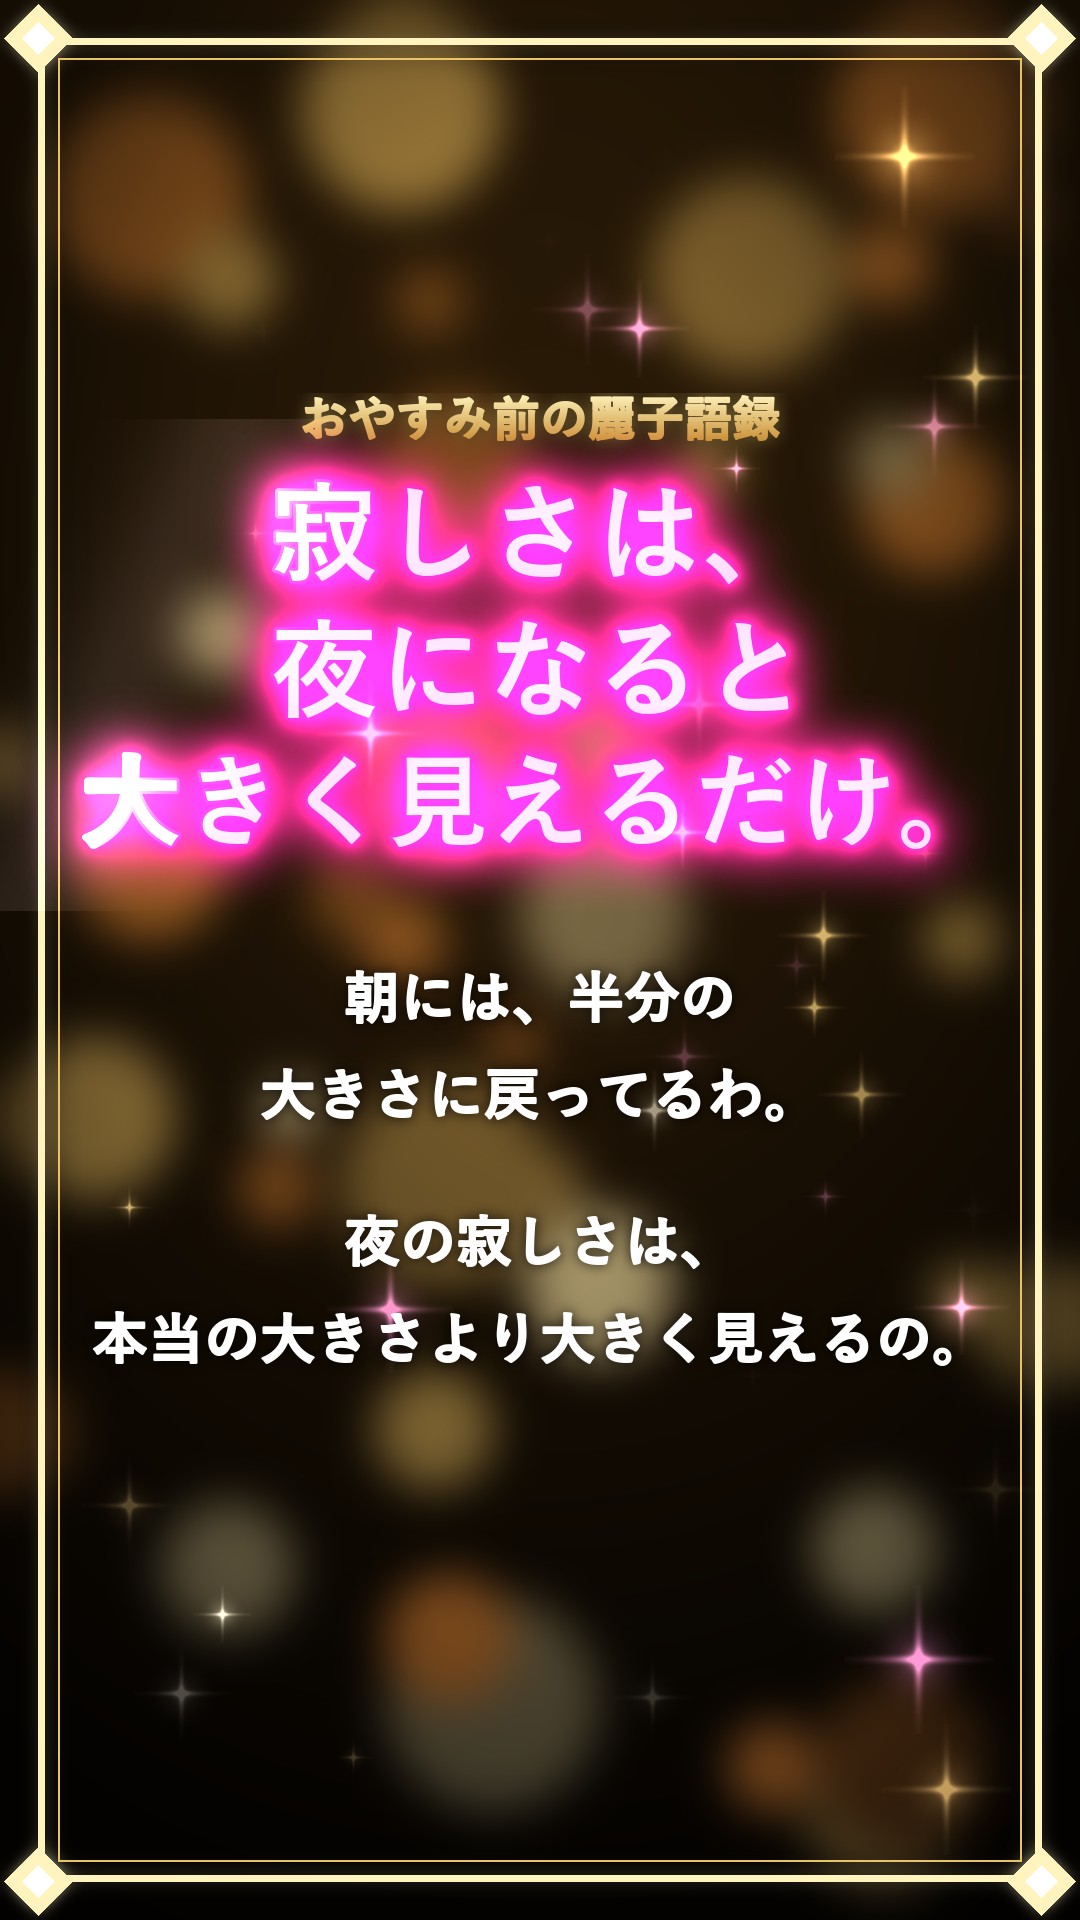 おやすみ前の麗子語録
寂しさは、
夜になると
大きく見えるだけ。
朝には、半分の
大きさに戻ってるわ。
夜の寂しさは、
本当の大きさより大きく見えるの。